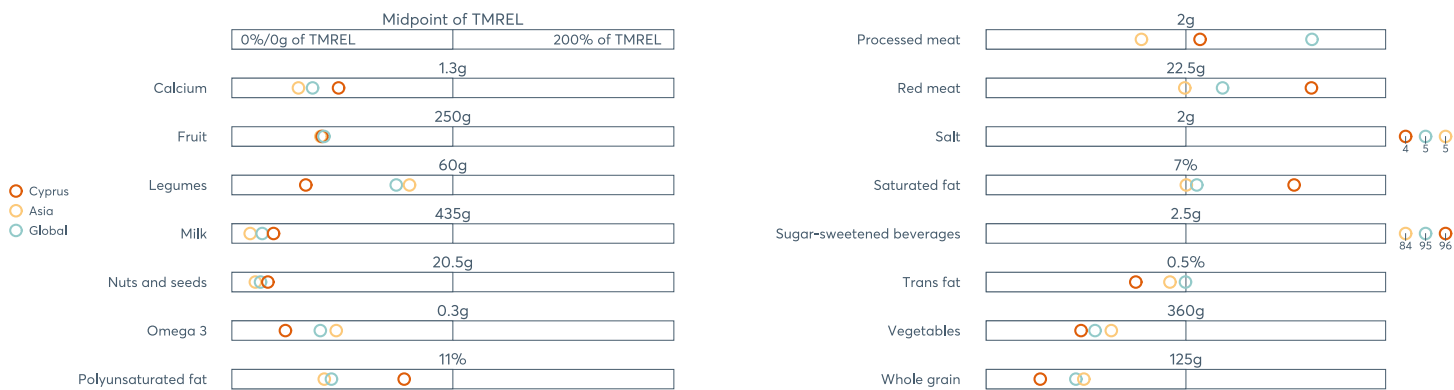 Midpoint of TMREL
0%/0g of TMREL 200% of TMREL
1.3g
Calcium
250g
Fruit
60g
Legumes
435g
Milk
20.5g
Nuts and seeds
0.3g
Omega 3
11%
Polyunsaturated fat
Cyprus
Asia
Global
2g
Processed meat
22.5g
Red meat
2g
Salt
4 5 5
7%
Saturated fat
2.5g
Sugar-sweetened beverages
84 95 96
0.5%
Trans fat
360g
Vegetables
125g
Whole grain